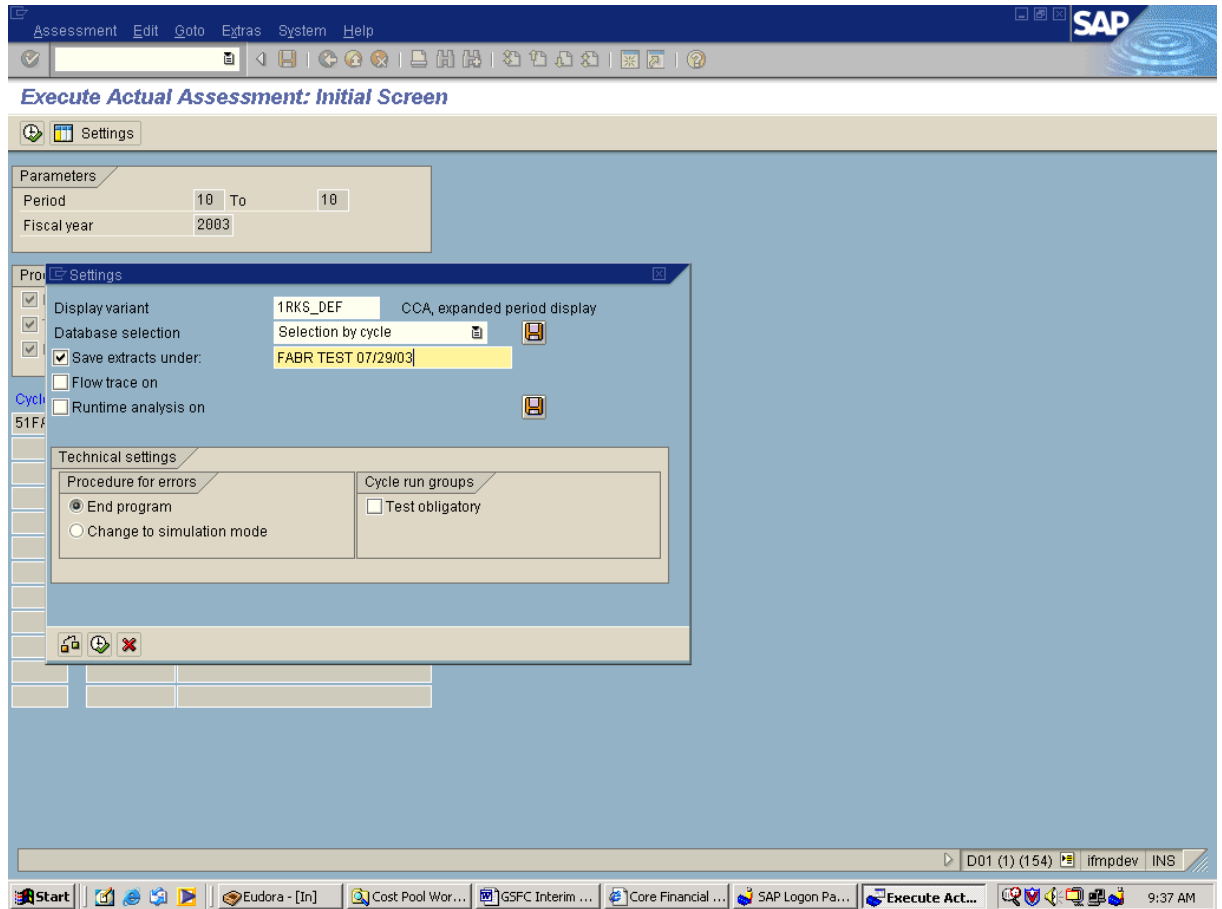 Assessment Edit Goto Extras System Help
SAP
Execute Actual Assessment: Initial Screen
Settings
Parameters
Period 10 To 10
Fiscal year 2003
Settings
Display variant 1RKS_DEF CCA, expanded period display
Database selection Selection by cycle
Save extracts under: FABR TEST 07/29/03
Flow trace on
Runtime analysis on
Technical settings
Procedure for errors Cycle run groups
End program Test obligatory
Change to simulation mode
D01 (1) (154) ifmpdev INS
Start Eudora - [In] Cost Pool Wor... GSFC Interim ... Core Financial ... SAP Logon Pa... Execute Act... 9:37 AM